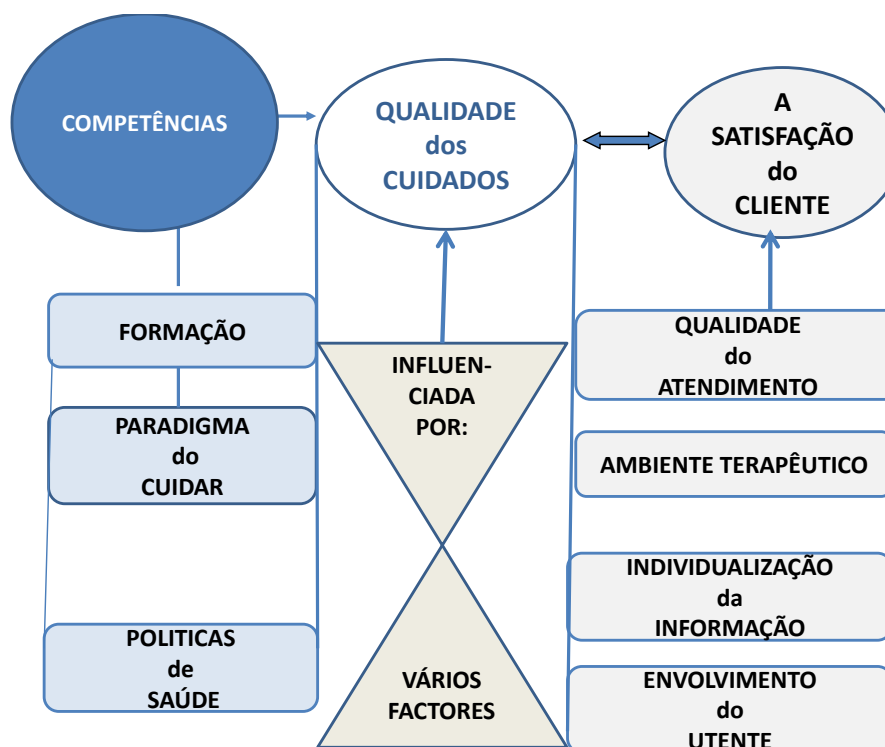 COMPETÊNCIAS
QUALIDADE
dos
CUIDADOS
A
SATISFAÇÃO
do
CLIENTE
FORMAÇÃO
PARADIGMA
do
CUIDAR
POLITICAS
de
SAÚDE
INFLUEN-
CIADA
POR:
VÁRIOS
FACTORES
QUALIDADE
do
ATENDIMENTO
AMBIENTE TERAPÊUTICO
INDIVIDUALIZAÇÃO
da
INFORMAÇÃO
ENVOLVIMENTO
do
UTENTE